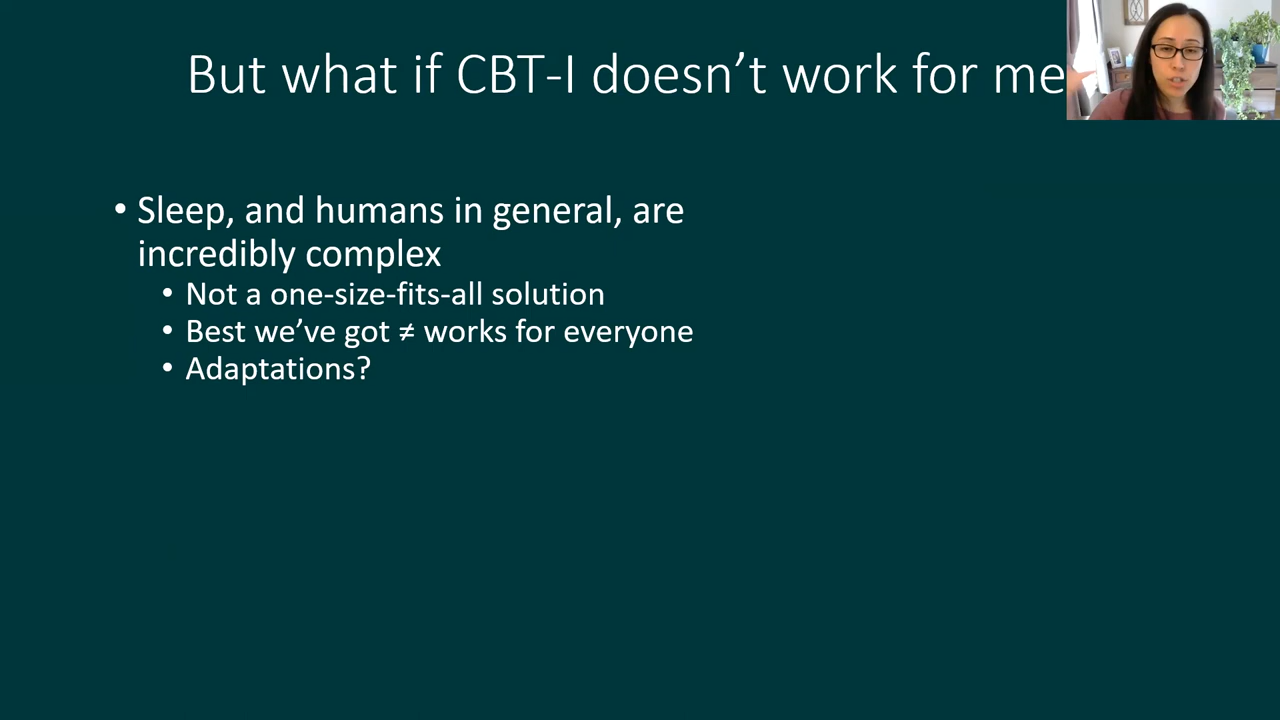 But what if CBT-I doesn’t work for me
• Sleep, and humans in general, are
incredibly complex
• Not a one-size-fits-all solution
• Best we’ve got ≠ works for everyone
• Adaptations?